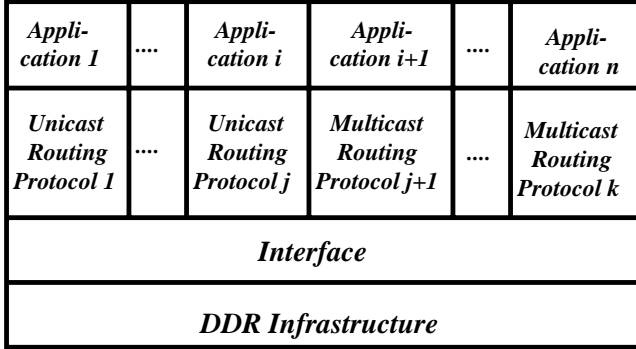 Appli-
cation 1
....
Appli-
cation i
Appli-
cation i+1
....
Appli-
cation n
Unicast
Routing
Protocol 1
....
Unicast
Routing
Protocol j
Multicast
Routing
Protocol j+1
....
Multicast
Routing
Protocol k
Interface
DDR Infrastructure